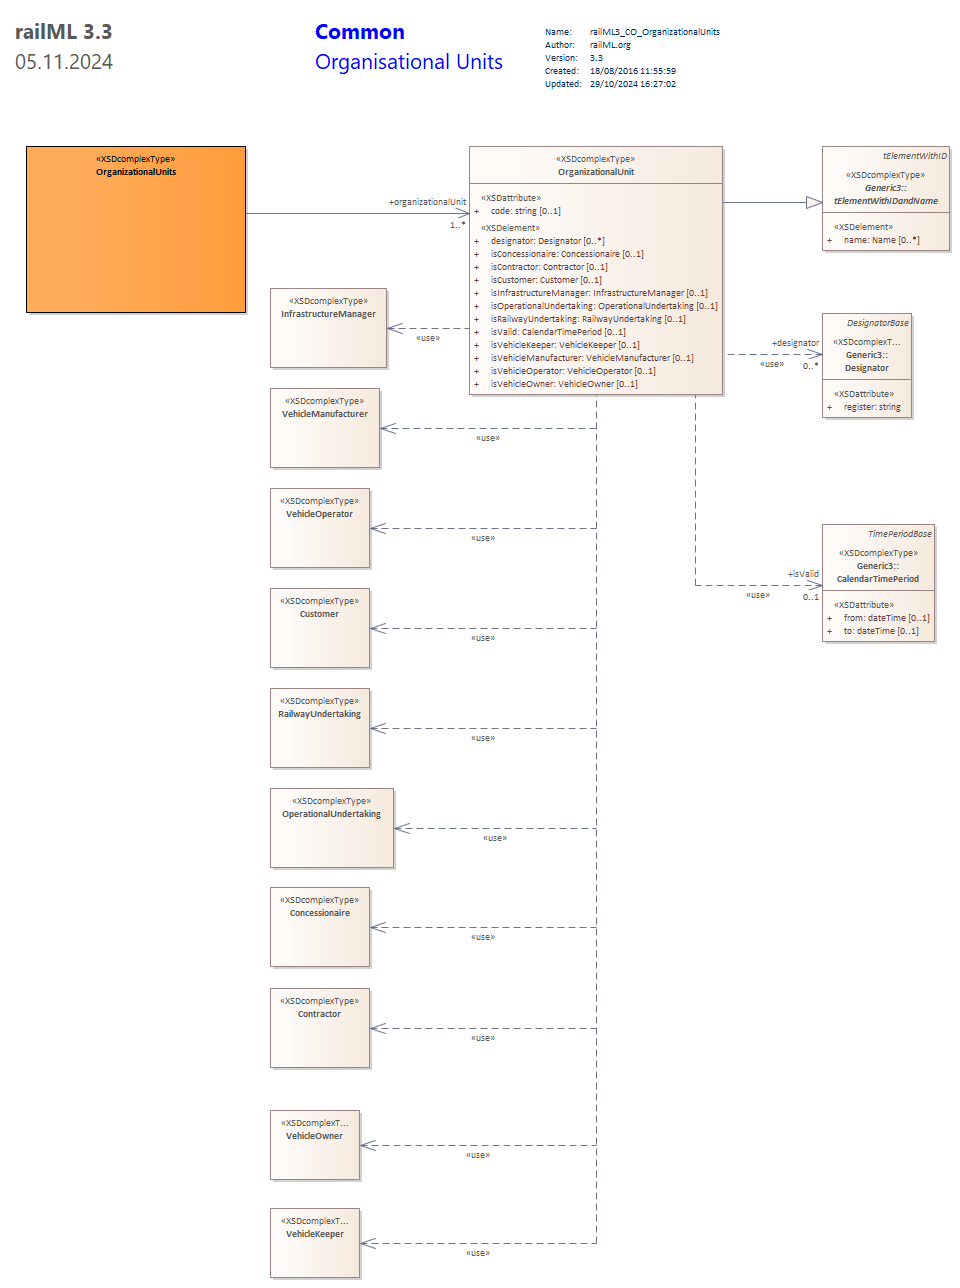 railML 3.3
05.11.2024
Common
Organisational Units
Name: railML3_CO_OrganizationalUnits
Author: railML.org
Version: 3.3
Created: 18/08/2016 11:55:59
Updated: 29/10/2024 16:27:02
«XSDcomplexType»
OrganizationalUnits
+organizationalUnit
1..*
«XSDcomplexType»
OrganizationalUnit
«XSDattribute»
+ code: string [0..1]
«XSDelement»
+ designator: Designator [0..*]
+ isConcessionaire: Concessionaire [0..1]
+ isContractor: Contractor [0..1]
+ isCustomer: Customer [0..1]
+ isInfrastructureManager: InfrastructureManager [0..1]
+ isOperationalUndertaking: OperationalUndertaking [0..1]
+ isRailwayUndertaking: RailwayUndertaking [0..1]
+ isValid: CalendarTimePeriod [0..1]
+ isVehicleKeeper: VehicleKeeper [0..1]
+ isVehicleManufacturer: VehicleManufacturer [0..1]
+ isVehicleOperator: VehicleOperator [0..1]
+ isVehicleOwner: VehicleOwner [0..1]
tElementWithID
«XSDcomplexType»
Generic3::
tElementWithIDandName
«XSDelement»
+ name: Name [0..*]
+designator
«use»
0..*
DesignatorBase
«XSDcomplexT...
Generic3::
Designator
«XSDattribute»
+ register: string
+isValid
«use»
0..1
TimePeriodBase
«XSDcomplexType»
Generic3::
CalendarTimePeriod
«XSDattribute»
+ from: dateTime [0..1]
+ to: dateTime [0..1]
«XSDcomplexType»
InfrastructureManager
«use»
«XSDcomplexType»
VehicleManufacturer
«use»
«XSDcomplexType»
VehicleOperator
«use»
«XSDcomplexType»
Customer
«use»
«XSDcomplexType»
RailwayUndertaking
«use»
«XSDcomplexType»
OperationalUndertaking
«use»
«XSDcomplexType»
Concessionaire
«use»
«XSDcomplexType»
Contractor
«use»
«XSDcomplexT...
VehicleOwner
«use»
«XSDcomplexT...
VehicleKeeper
«use»